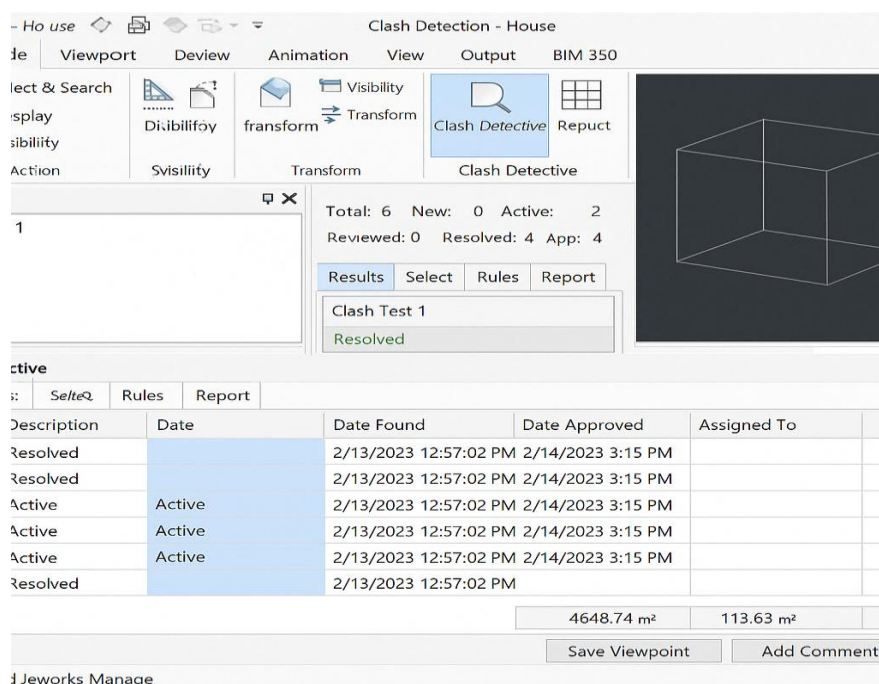 - House Clash Detection - House
de Viewport Deview Animation View Output BIM 350
lect & Search
esplay
sibiliity
Actiion
Dkibilifoy
Svisiliity
fransform
Visibility
Transform
Transform
Clash Detective Repuct
Clash Detective
1
Total: 6 New: 0 Active: 2
Reviewed: 0 Resolved: 4 App: 4
Results Select Rules Report
Clash Test 1
Resolved
ctive
s: SelteQ Rules Report
Description Date Date Found Date Approved Assigned To
Resolved 2/13/2023 12:57:02 PM 2/14/2023 3:15 PM
Resolved 2/13/2023 12:57:02 PM 2/14/2023 3:15 PM
Active Active 2/13/2023 12:57:02 PM 2/14/2023 3:15 PM
Active Active 2/13/2023 12:57:02 PM 2/14/2023 3:15 PM
Active Active 2/13/2023 12:57:02 PM 2/14/2023 3:15 PM
Resolved 2/13/2023 12:57:02 PM
4648.74 m² 113.63 m²
Save Viewpoint Add Comment
d Jeworks Manage